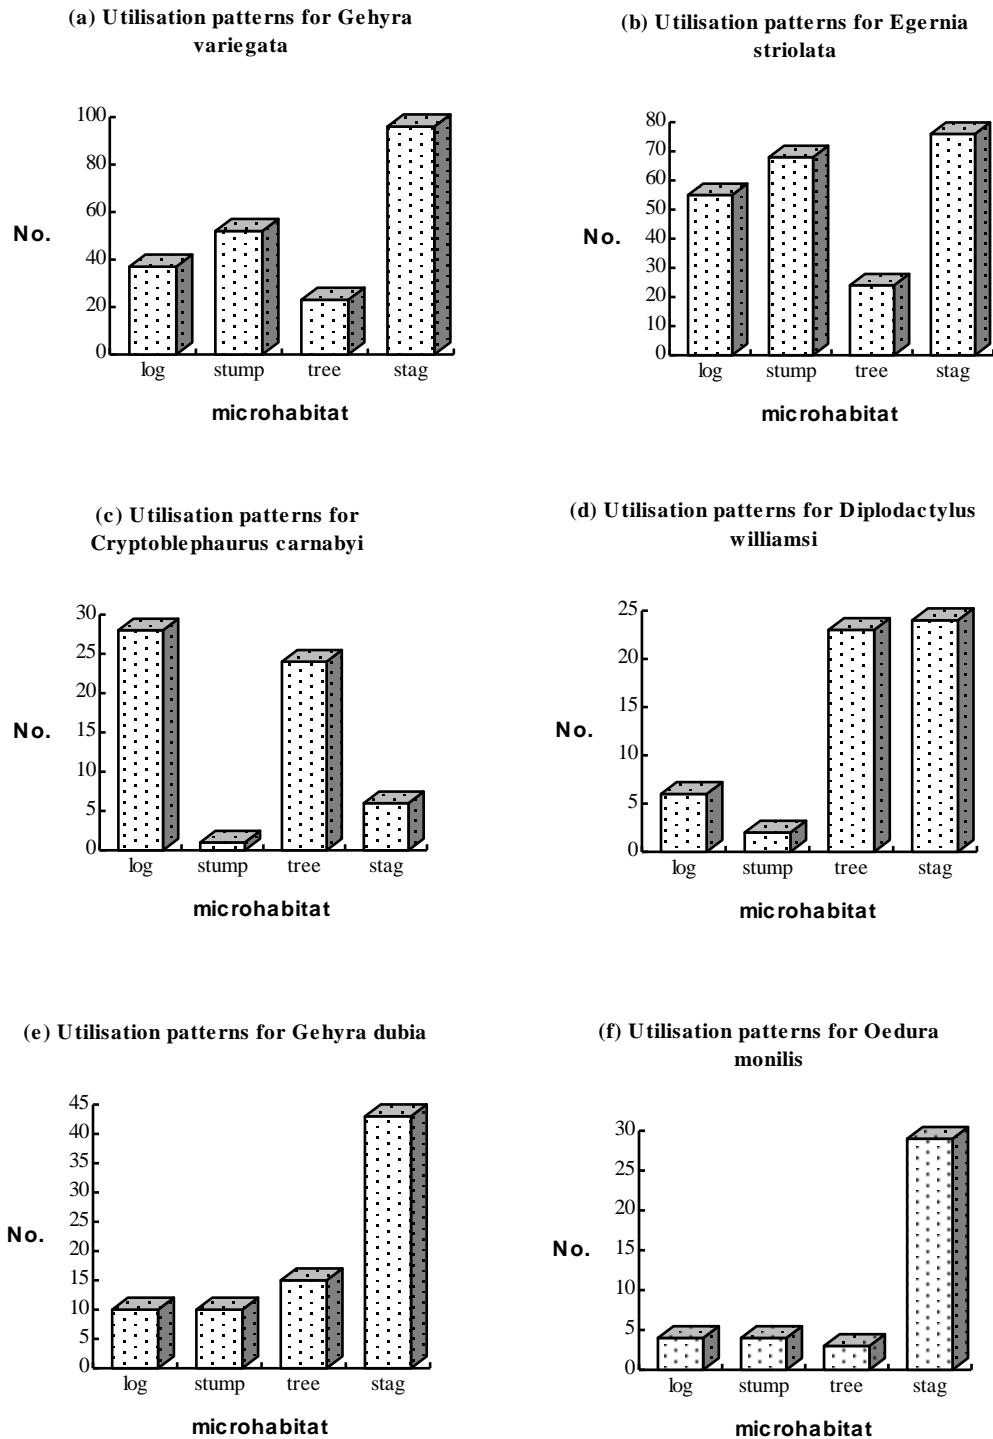 (a) Utilisation patterns for Gehyra
variegata
100
80
60
40
20
0
No.
log stump tree stag
microhabitat
(b) Utilisation patterns for Egernia
striolata
80
70
60
50
40
30
20
10
0
No.
log stump tree stag
microhabitat
(c) Utilisation patterns for
Cryptoblephaurus carnabyi
30
25
20
15
10
5
0
No.
log stump tree stag
microhabitat
(d) Utilisation patterns for Diplodactylus
williamsi
25
20
15
10
5
0
No.
log stump tree stag
microhabitat
(e) Utilisation patterns for Gehyra dubia
45
40
35
30
25
20
15
10
5
0
No.
log stump tree stag
microhabitat
(f) Utilisation patterns for Oedura
monilis
30
25
20
15
10
5
0
No.
log stump tree stag
microhabitat